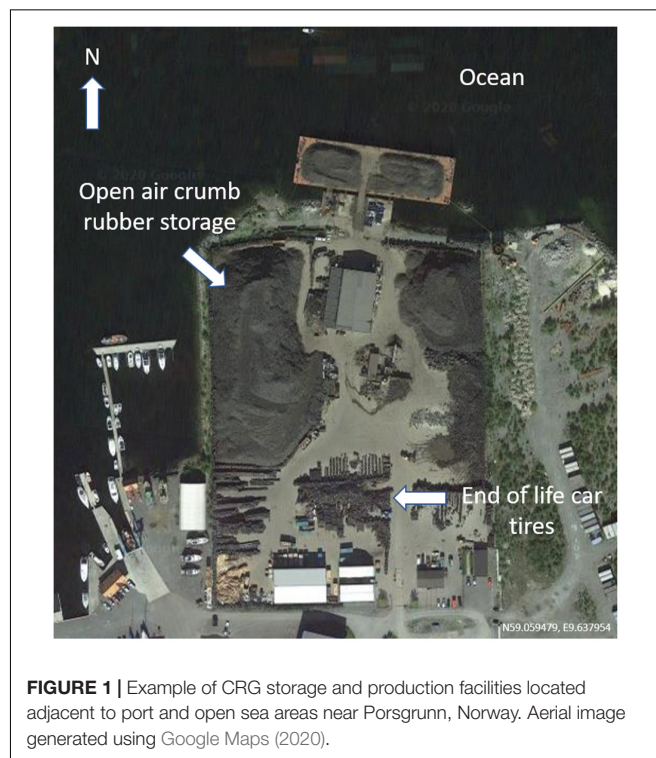 N
Ocean
© 2020 Google
© 2020 Google
Open air crumb
rubber storage
End of life car
tires
N59.059479, E9.637954
FIGURE 1 | Example of CRG storage and production facilities located
adjacent to port and open sea areas near Porsgrunn, Norway. Aerial image
generated using Google Maps (2020).